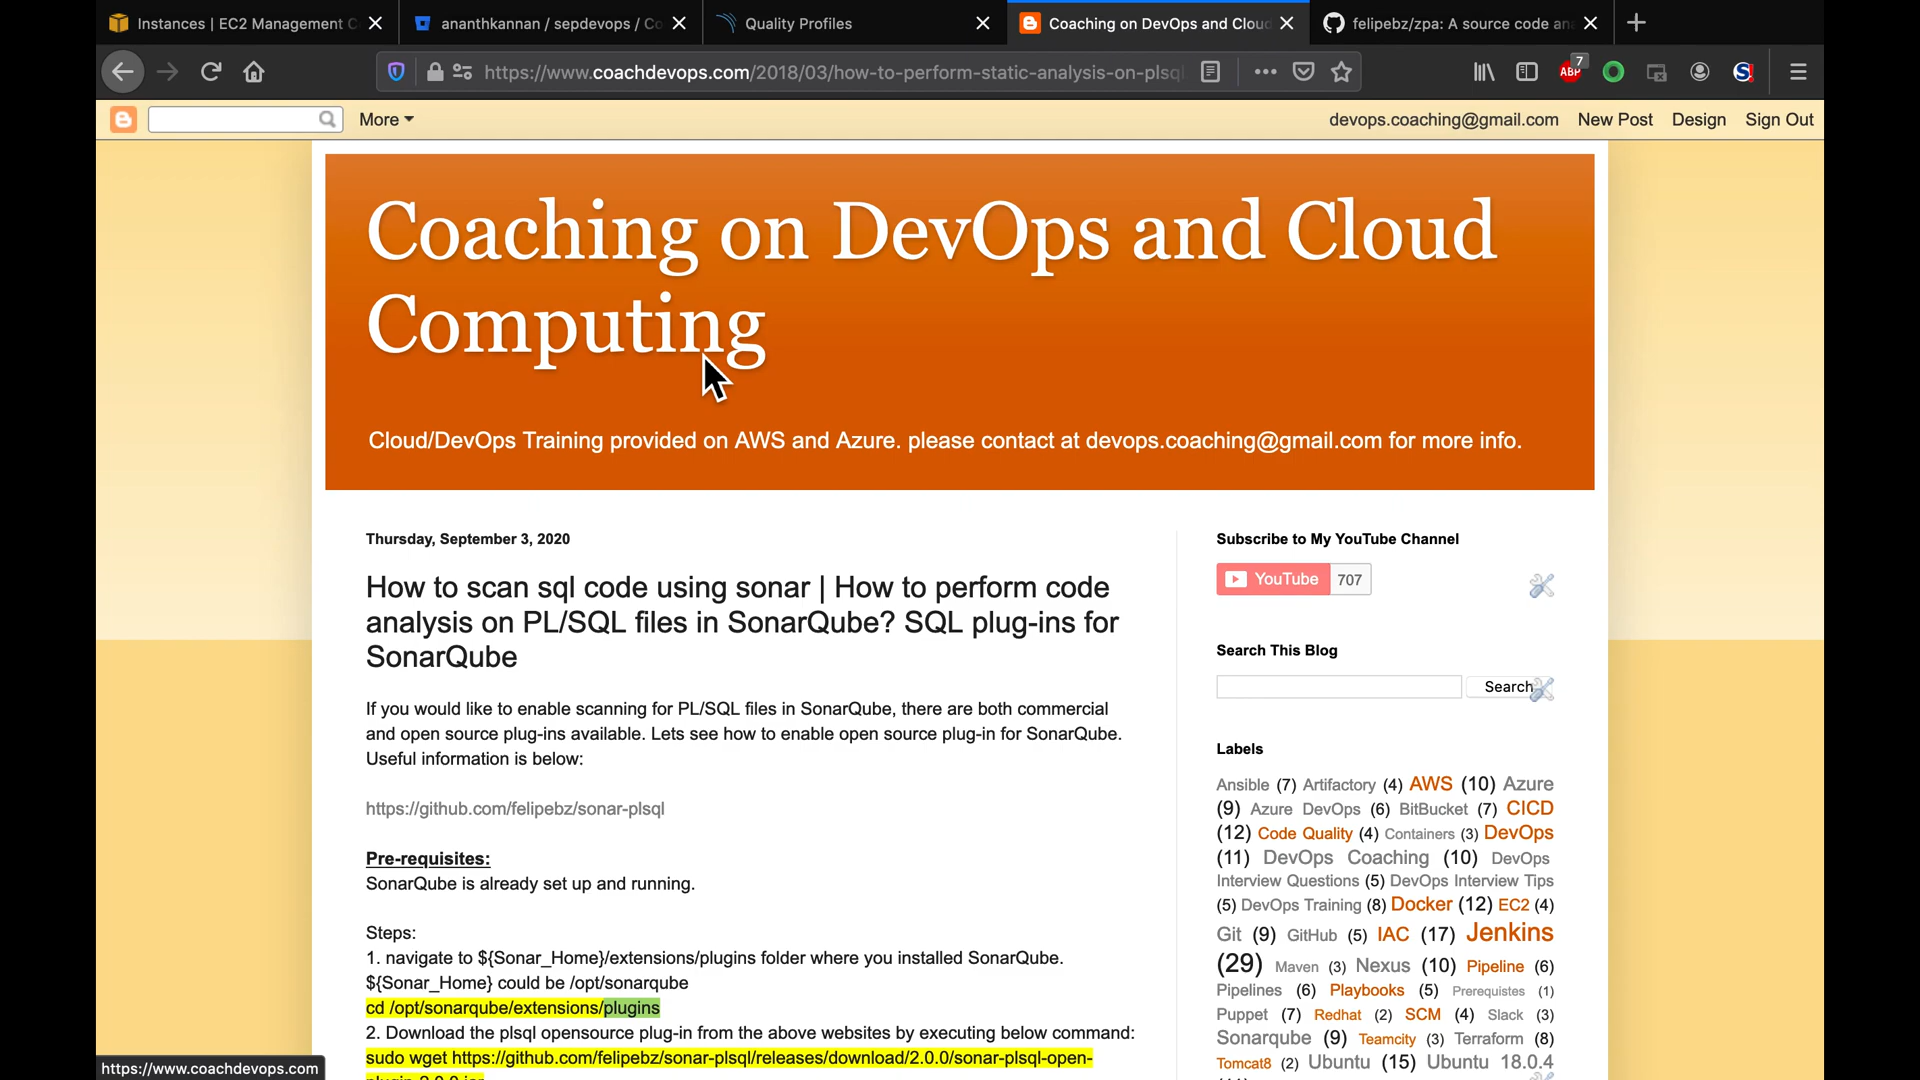 Instances | EC2 Management C
ananthkannan / sepdevops / Co
Quality Profiles
Coaching on DevOps and Clou
felipebz/zpa: A source code an
https://www.coachdevops.com/2018/03/how-to-perform-static-analysis-on-plsql
ABP
7
More
devops.coaching@gmail.com New Post Design Sign Out
Coaching on DevOps and Cloud
Computing
Cloud/DevOps Training provided on AWS and Azure. please contact at devops.coaching@gmail.com for more info.
Thursday, September 3, 2020
How to scan sql code using sonar | How to perform code
analysis on PL/SQL files in SonarQube? SQL plug-ins for
SonarQube
If you would like to enable scanning for PL/SQL files in SonarQube, there are both commercial
and open source plug-ins available. Lets see how to enable open source plug-in for SonarQube.
Useful information is below:
https://github.com/felipebz/sonar-plsql
Pre-requisites:
SonarQube is already set up and running.
Steps:
1. navigate to ${Sonar_Home}/extensions/plugins folder where you installed SonarQube.
${Sonar_Home} could be /opt/sonarqube
cd /opt/sonarqube/extensions/plugins
2. Download the plsql opensource plug-in from the above websites by executing below command:
sudo wget https://github.com/felipebz/sonar-plsql/releases/download/2.0.0/sonar-plsql-open-
Subscribe to My YouTube Channel
YouTube 707
Search This Blog
Search
Labels
Ansible (7) Artifactory (4) AWS (10) Azure
(9) Azure DevOps (6) BitBucket (7) CICD
(12) Code Quality (4) Containers (3) DevOps
(11) DevOps Coaching (10) DevOps
Interview Questions (5) DevOps Interview Tips
(5) DevOps Training (8) Docker (12) EC2 (4)
Git (9) GitHub (5) IAC (17) Jenkins
(29) Maven (3) Nexus (10) Pipeline (6)
Pipelines (6) Playbooks (5) Prerequistes (1)
Puppet (7) Redhat (2) SCM (4) Slack (3)
Sonarqube (9) Teamcity (3) Terraform (8)
Tomcat8 (2) Ubuntu (15) Ubuntu 18.0.4
https://www.coachdevops.com